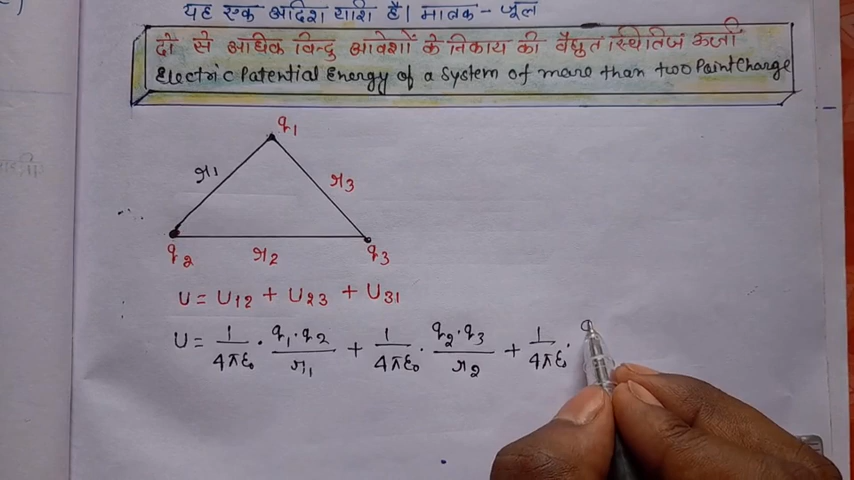 यह एक अदिश राशि है। मात्रक - जूल
दो से अधिक बिन्दु आवेशों के निकाय की वैद्युत स्थितिज ऊर्जा
Electric Potential Energy of a System of more than two Point Charge
q₁
r₁
r₃
q₂
r₂
q₃
U = U₁₂ + U₂₃ + U₃₁
U = 1/4πε₀ · q₁·q₂/r₁ + 1/4πε₀ · q₂·q₃/r₂ + 1/4πε₀ ·